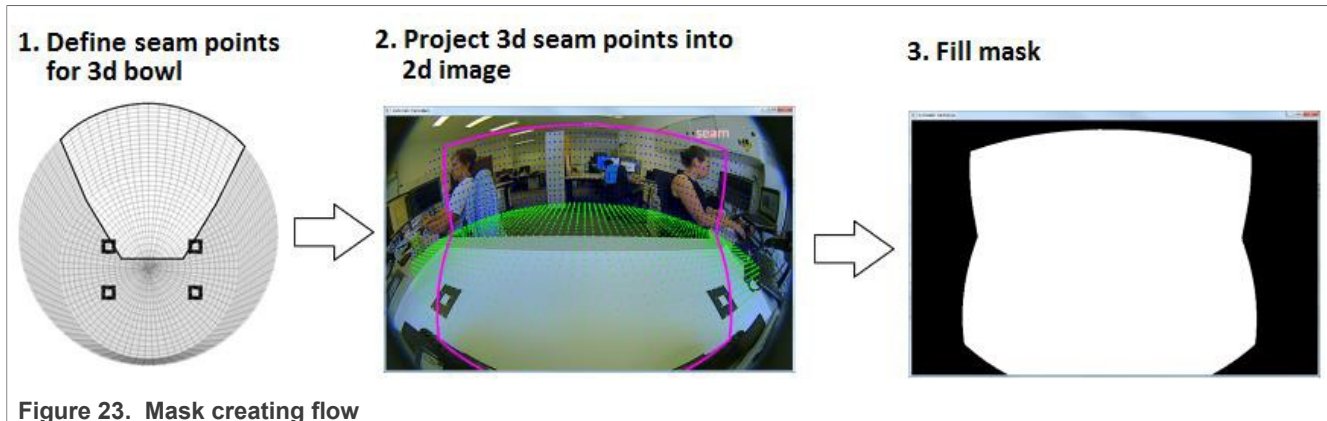 1. Define seam points
for 3d bowl
2. Project 3d seam points into
2d image
3. Fill mask
seam
Figure 23. Mask creating flow